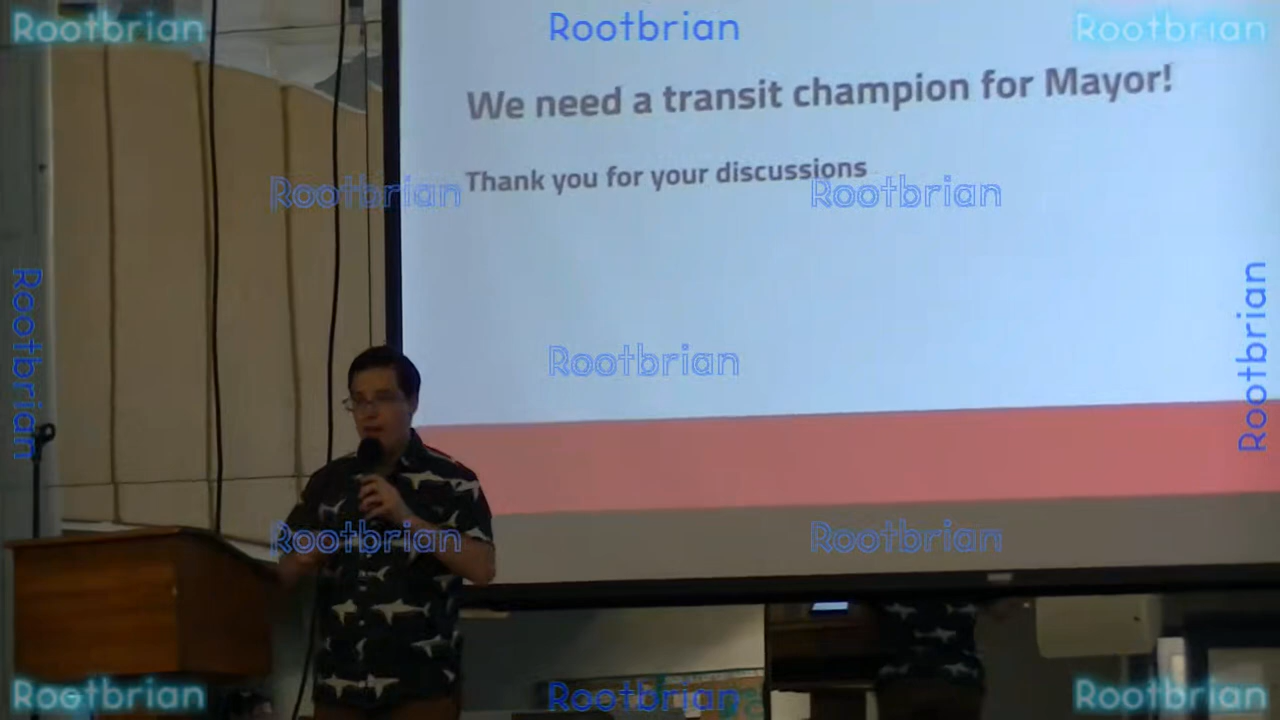 Rootbrian
Rootbrian
Rootbrian
We need a transit champion for Mayor!
Thank you for your discussions
Rootbrian
Rootbrian
Rootbrian
Rootbrian
Rootbrian
Rootbrian
Rootbrian
Rootbrian
Rootbrian
Rootbrian